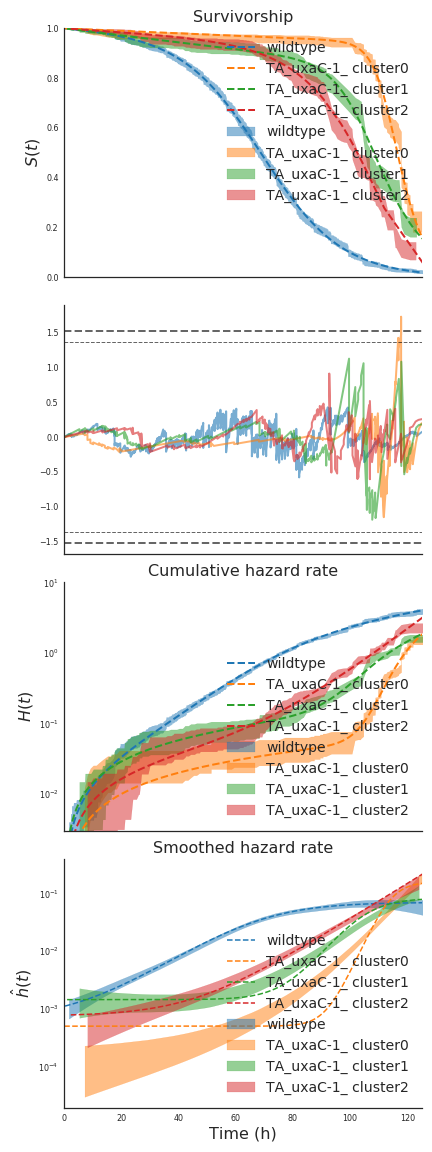 Survivorship
1.0
0.8
0.6
0.4
0.2
0.0
S(t)
wildtype
TA_uxaC-1_ cluster0
TA_uxaC-1_ cluster1
TA_uxaC-1_ cluster2
wildtype
TA_uxaC-1_ cluster0
TA_uxaC-1_ cluster1
TA_uxaC-1_ cluster2
1.5
1.0
0.5
0.0
−0.5
−1.0
−1.5
Cumulative hazard rate
10¹
10⁰
10⁻¹
10⁻²
H(t)
wildtype
TA_uxaC-1_ cluster0
TA_uxaC-1_ cluster1
TA_uxaC-1_ cluster2
wildtype
TA_uxaC-1_ cluster0
TA_uxaC-1_ cluster1
TA_uxaC-1_ cluster2
Smoothed hazard rate
10⁻¹
10⁻²
10⁻³
10⁻⁴
ĥ(t)
wildtype
TA_uxaC-1_ cluster0
TA_uxaC-1_ cluster1
TA_uxaC-1_ cluster2
wildtype
TA_uxaC-1_ cluster0
TA_uxaC-1_ cluster1
TA_uxaC-1_ cluster2
0 20 40 60 80 100 120
Time (h)